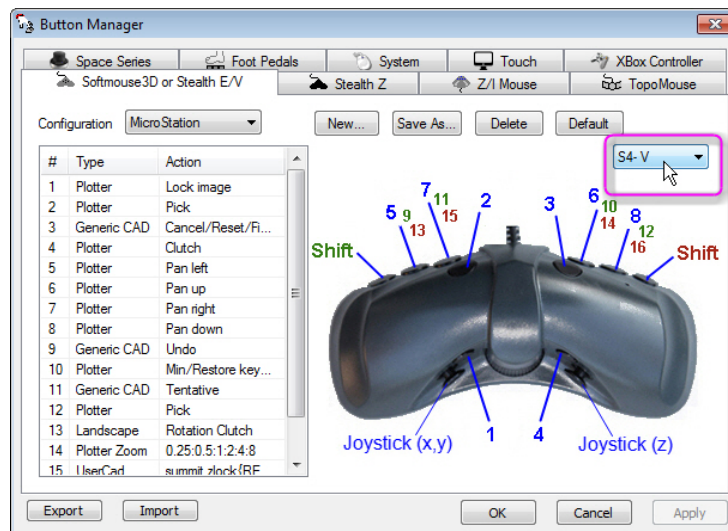 Button Manager
Space Series
Foot Pedals
System
Touch
XBox Controller
Softmouse3D or Stealth E/V
Stealth Z
Z/I Mouse
TopoMouse
Configuration MicroStation
New... Save As... Delete Default
S4- V
# Type Action
1 Plotter Lock image
2 Plotter Pick
3 Generic CAD Cancel/Reset/Fi...
4 Plotter Clutch
5 Plotter Pan left
6 Plotter Pan up
7 Plotter Pan right
8 Plotter Pan down
9 Generic CAD Undo
10 Plotter Min/Restore key...
11 Generic CAD Tentative
12 Plotter Pick
13 Landscape Rotation Clutch
14 Plotter Zoom 0.25:0.5:1:2:4:8
15 UserCad summit zlock{RE
7 11 15
2
5 9 13
Shift
3
6 10 14
8 12 16
Shift
Joystick (x,y)
1
4
Joystick (z)
Export Import OK Cancel Apply